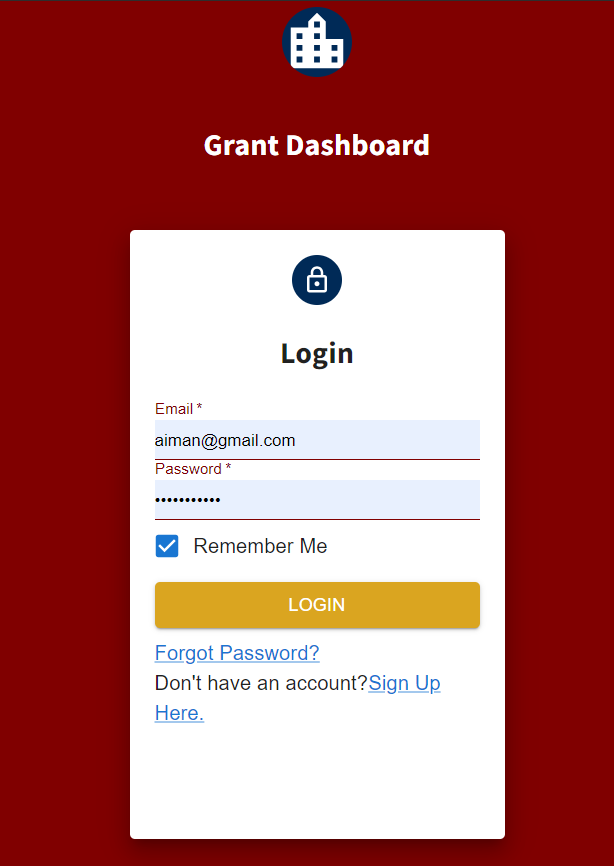 Grant Dashboard
Login
Email *
aiman@gmail.com
Password *
•••••••••••
Remember Me
LOGIN
Forgot Password?
Don't have an account?Sign Up
Here.